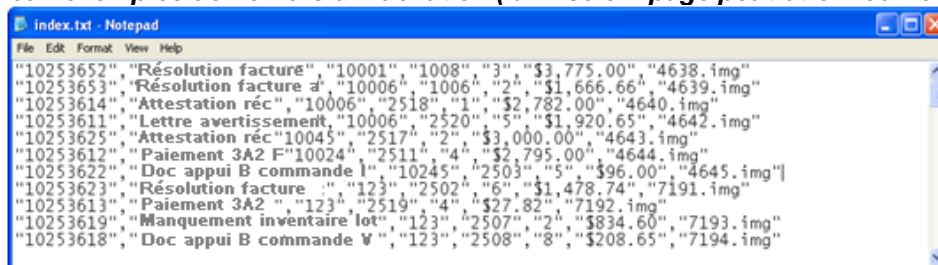 index.txt - Notepad
File Edit Format View Help
"10253652","Résolution facture","10001","1008","3","$3,775.00","4638.img"
"10253653","Résolution facture a","10006","1006","2","$1,666.66","4639.img"
"10253614","Attestation réc","10006","2518","1","$2,782.00","4640.img"
"10253611","Lettre avertissement,"10006","2520","5","$1,920.65","4642.img"
"10253625","Attestation réc"10045","2517","2","$3,000.00","4643.img"
"10253612","Paiement 3A2 F"10024","2511","4","$2,795.00","4644.img"
"10253622","Doc appui B commande l","10245","2503","5","$96.00","4645.img"
"10253623","Résolution facture :","123","2502","6","$1,478.74","7191.img"
"10253613","Paiement 3A2 ","123","2519","4","$27.82","7192.img"
"10253619","Manquement inventaire lot","123","2507","2","$834.60","7193.img"
"10253618","Doc appui B commande V","123","2508","8","$208.65","7194.img"